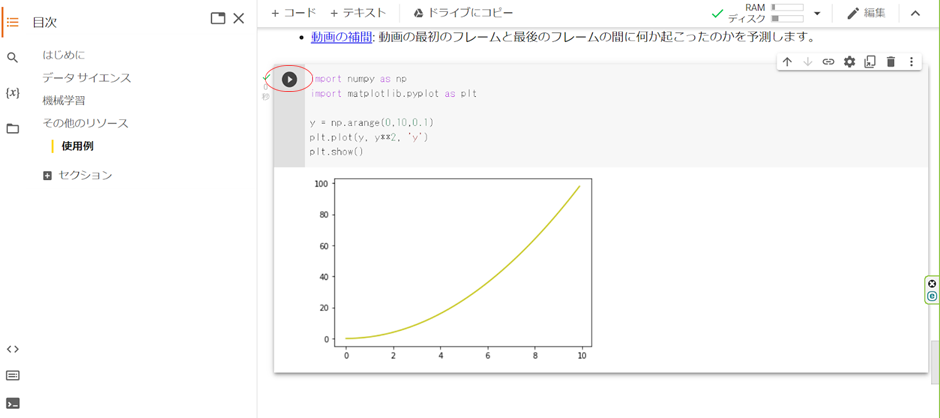 目次
はじめに
データ サイエンス
機械学習
その他のリソース
使用例
セクション
{x}
+ コード + テキスト ドライブにコピー
RAM
ディスク
編集
• 動画の補間: 動画の最初のフレームと最後のフレームの間に何か起こったのかを予測します。
0
秒
import numpy as np
import matplotlib.pyplot as plt
y = np.arange(0,10,0.1)
plt.plot(y, y**2, 'y')
plt.show()
100
80
60
40
20
0
0 2 4 6 8 10